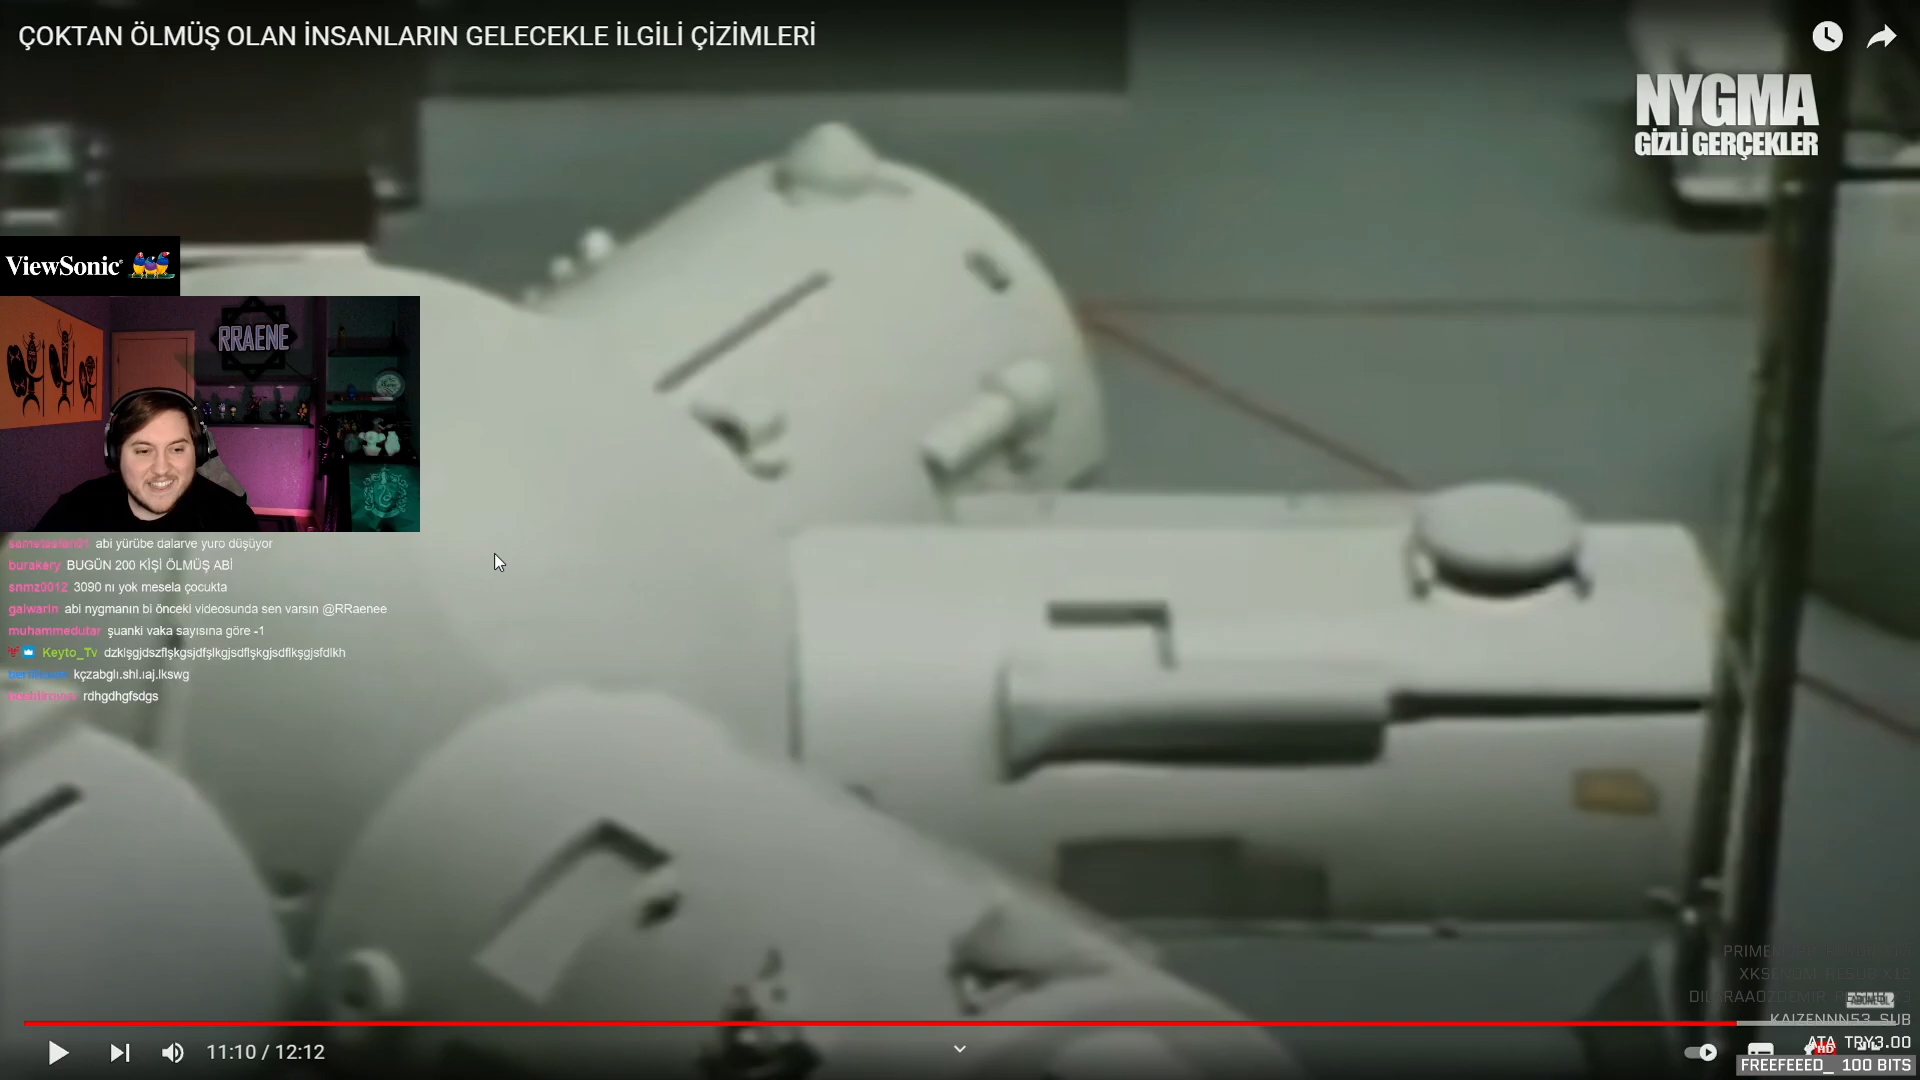 ÇOKTAN ÖLMÜŞ OLAN İNSANLARIN GELECEKLE İLGİLİ ÇİZİMLERİ
NYGMA
GİZLİ GERÇEKLER
ViewSonic
RRAENE
abi yürübe dalarve yuro düşüyor
burakery BUGÜN 200 KİŞİ ÖLMÜŞ ABİ
snmz0012 3090 nı yok mesela çocukta
galwarin abi nygmanın bi önceki videosunda sen varsın @RRaenee
muhammedutar şuanki vaka sayısına göre -1
Keyto_Tv dzklşgjdszflşkgsjdfşlkgjsdflşkgjsdflkşgjsfdlkh
kçzabglı.shl.ıaj.lkswg
rdhgdhgfsdgs
KAIZENNN53 SUB
ATA TRY3.00
HD
FREEFEEED_ 100 BITS
11:10 / 12:12